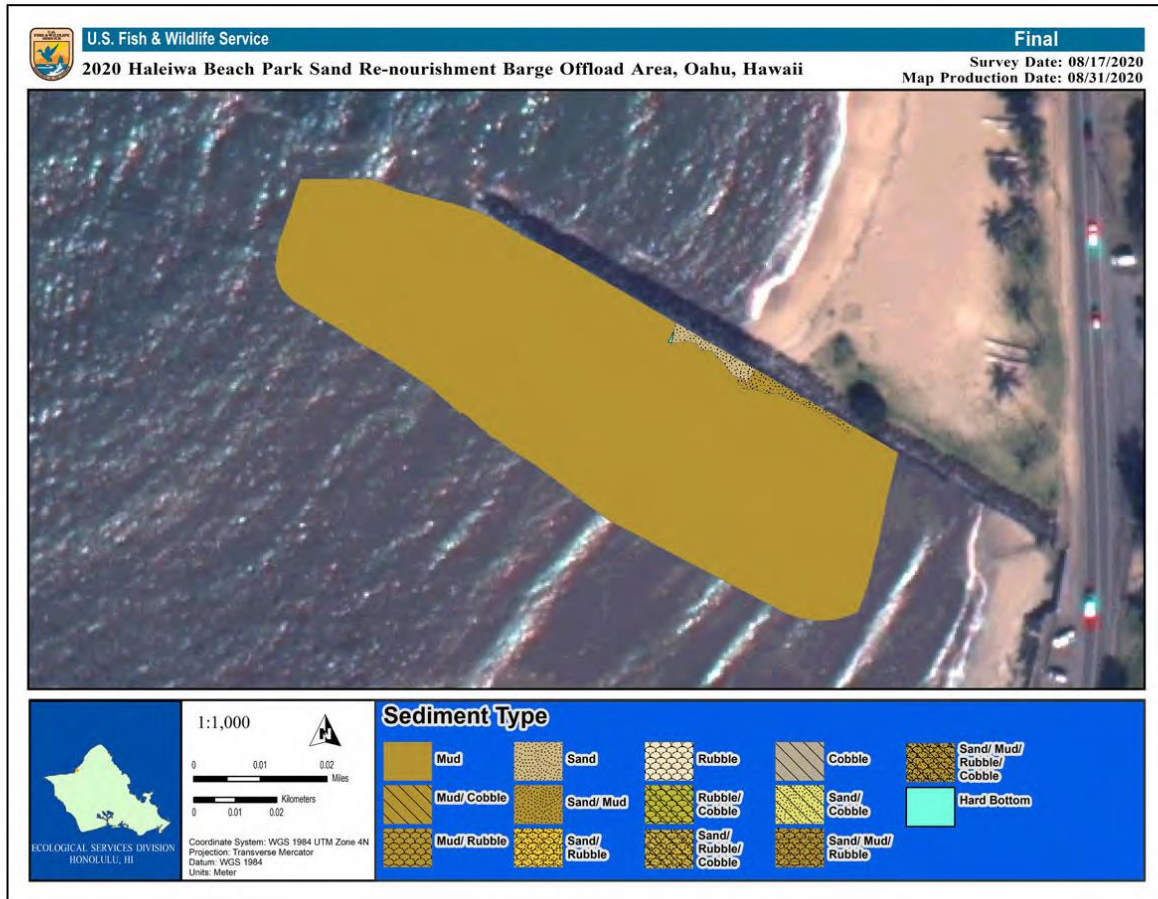 U.S.
FISH & WILDLIFE
SERVICE
U.S. Fish & Wildlife Service
Final
2020 Haleiwa Beach Park Sand Re-nourishment Barge Offload Area, Oahu, Hawaii
Survey Date: 08/17/2020
Map Production Date: 08/31/2020
ECOLOGICAL SERVICES DIVISION
HONOLULU, HI
1:1,000
N
0 0.01 0.02
Miles
Kilometers
0 0.01 0.02
Coordinate System: WGS 1984 UTM Zone 4N
Projection: Transverse Mercator
Datum: WGS 1984
Units: Meter
Sediment Type
Mud
Sand
Rubble
Cobble
Sand/ Mud/
Rubble/
Cobble
Mud/ Cobble
Sand/ Mud
Rubble/
Cobble
Sand/
Cobble
Hard Bottom
Mud/ Rubble
Sand/
Rubble
Sand/
Rubble/
Cobble
Sand/ Mud/
Rubble